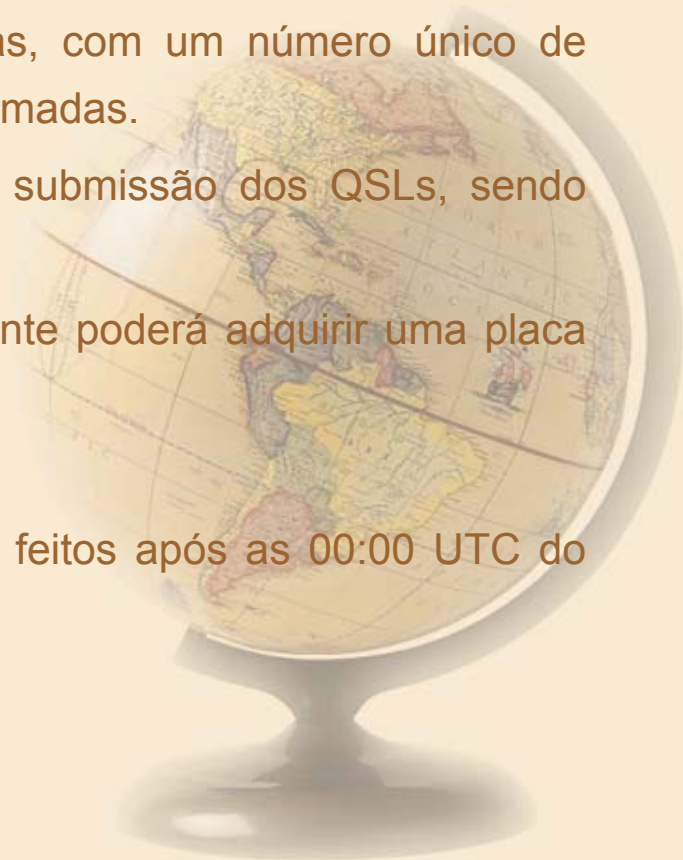 as, com um número único de
madas.
submissão dos QSLs, sendo
nte poderá adquirir uma placa
feitos após as 00:00 UTC do